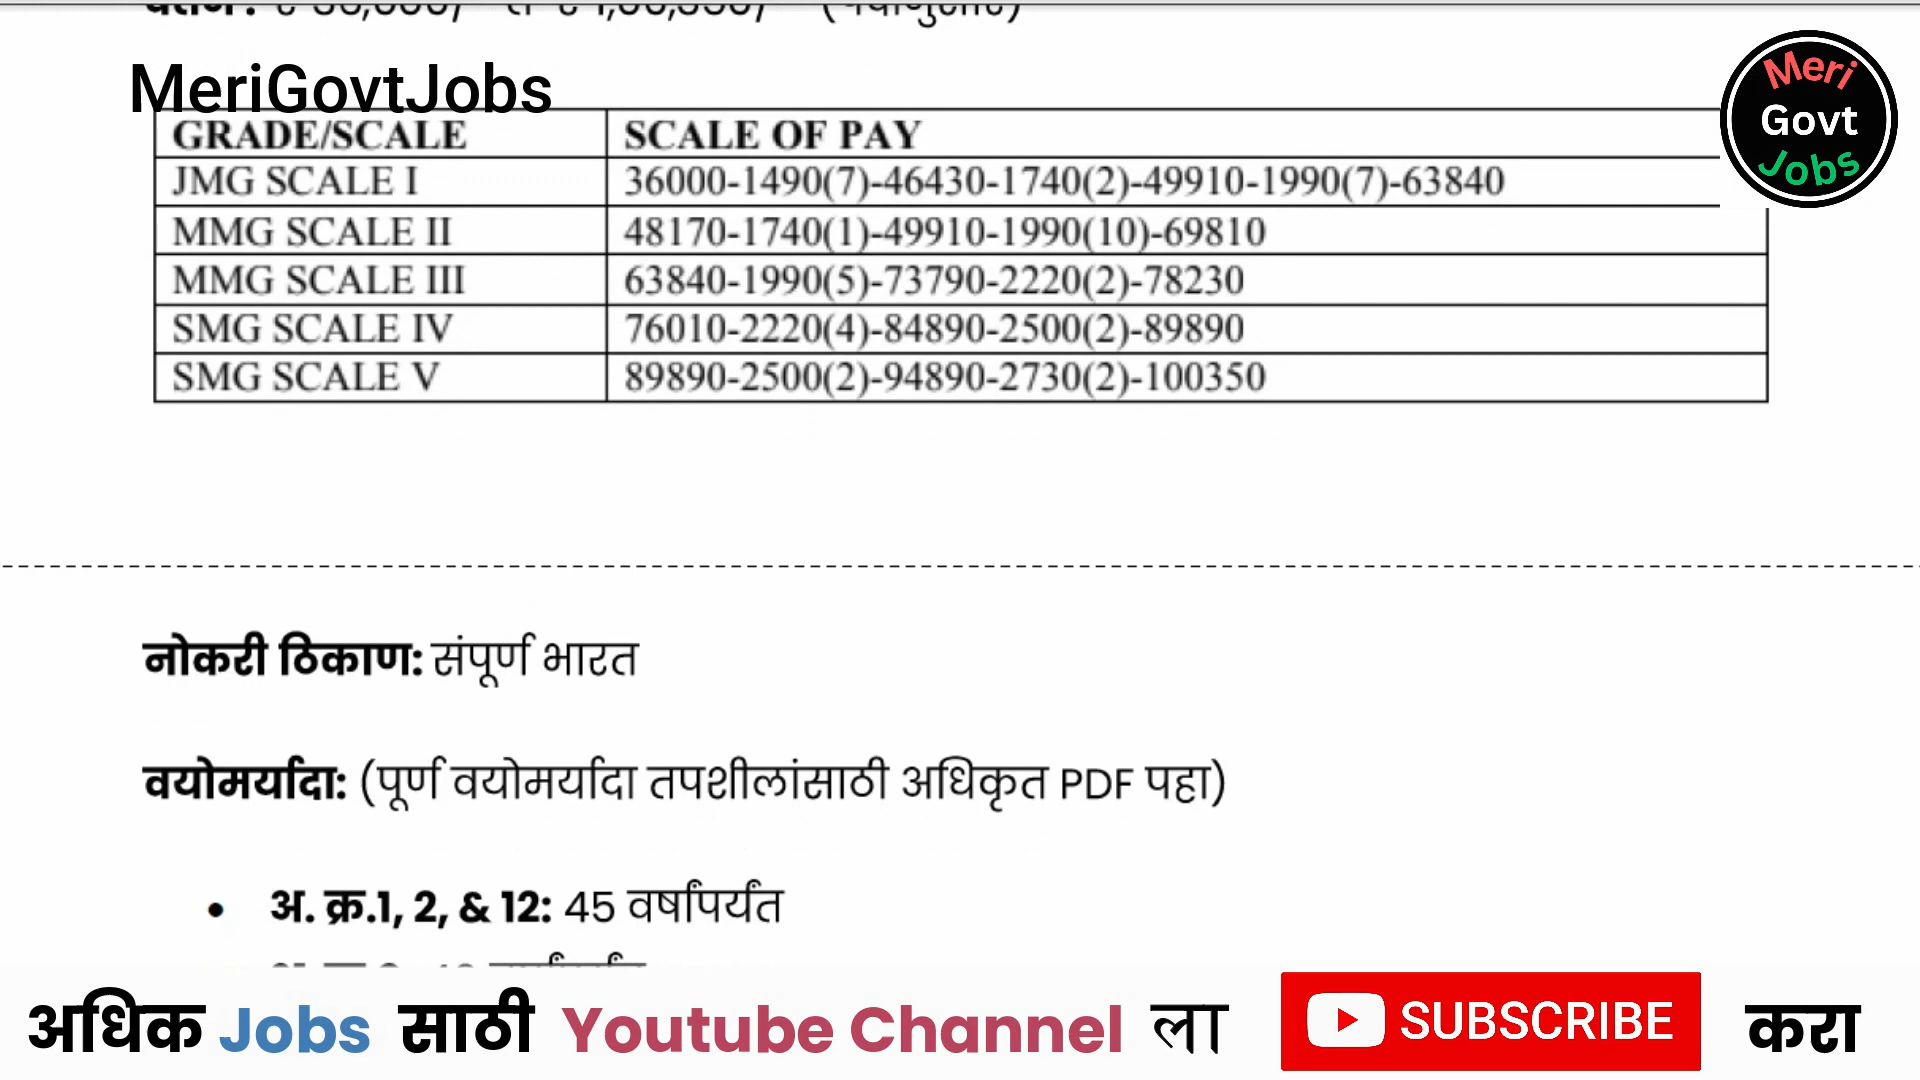 MeriGovtJobs
Meri
Govt
Jobs
GRADE/SCALE SCALE OF PAY
JMG SCALE I 36000-1490(7)-46430-1740(2)-49910-1990(7)-63840
MMG SCALE II 48170-1740(1)-49910-1990(10)-69810
MMG SCALE III 63840-1990(5)-73790-2220(2)-78230
SMG SCALE IV 76010-2220(4)-84890-2500(2)-89890
SMG SCALE V 89890-2500(2)-94890-2730(2)-100350
नोकरी ठिकाण: संपूर्ण भारत
वयोमर्यादा: (पूर्ण वयोमर्यादा तपशीलांसाठी अधिकृत PDF पहा)
• अ. क्र.1, 2, & 12: 45 वर्षांपर्यंत
अधिक Jobs साठी Youtube Channel ला SUBSCRIBE करा